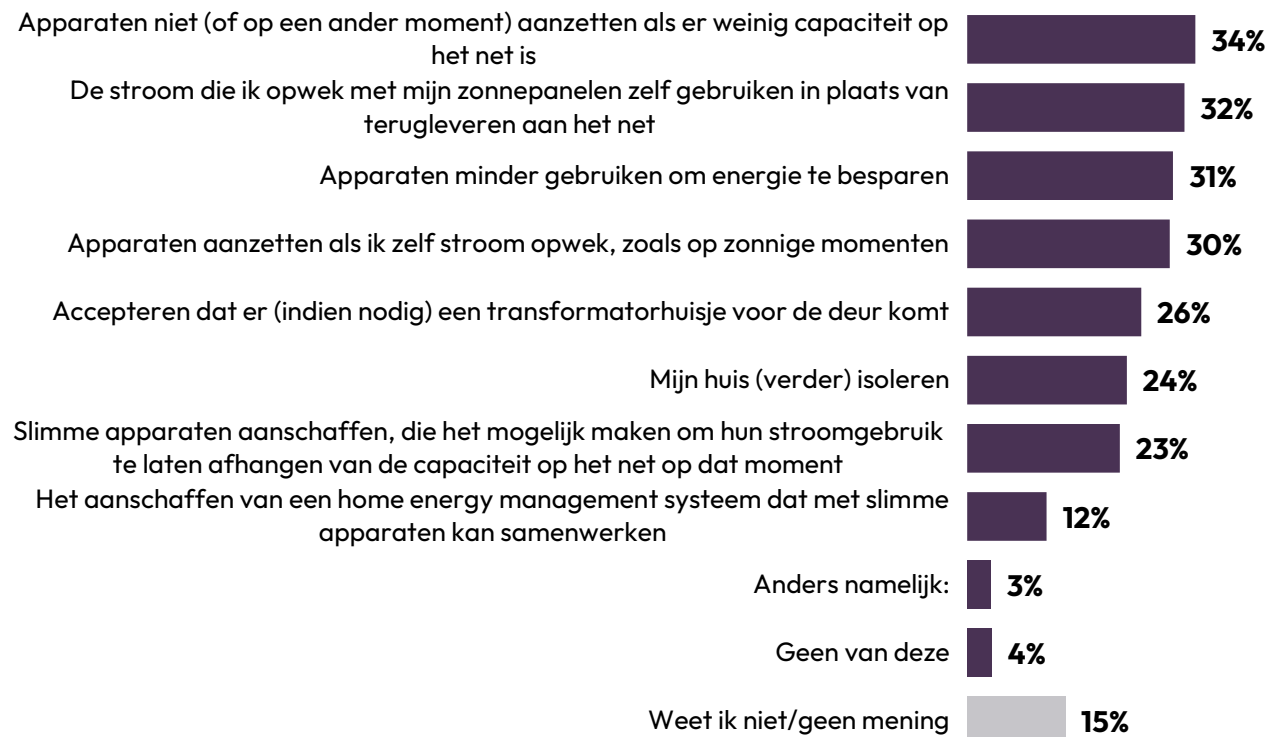 Apparaten niet (of op een ander moment) aanzetten als er weinig capaciteit op
het net is
34%
De stroom die ik opwek met mijn zonnepanelen zelf gebruiken in plaats van
terugleveren aan het net
32%
Apparaten minder gebruiken om energie te besparen
31%
Apparaten aanzetten als ik zelf stroom opwek, zoals op zonnige momenten
30%
Accepteren dat er (indien nodig) een transformatorhuisje voor de deur komt
26%
Mijn huis (verder) isoleren
24%
Slimme apparaten aanschaffen, die het mogelijk maken om hun stroomgebruik
te laten afhangen van de capaciteit op het net op dat moment
23%
Het aanschaffen van een home energy management systeem dat met slimme
apparaten kan samenwerken
12%
Anders namelijk:
3%
Geen van deze
4%
Weet ik niet/geen mening
15%